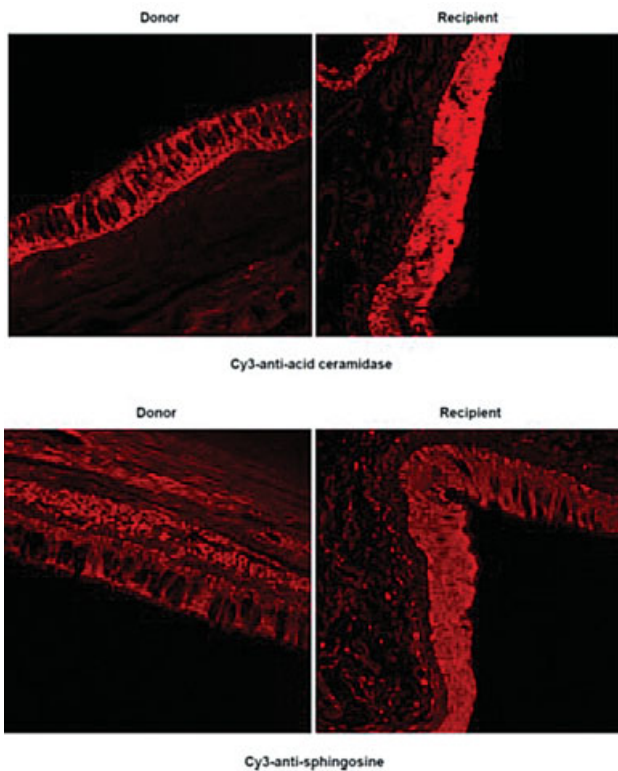 Donor Recipient
Cy3-anti-acid ceramidase
Donor Recipient
Cy3-anti-sphingosine